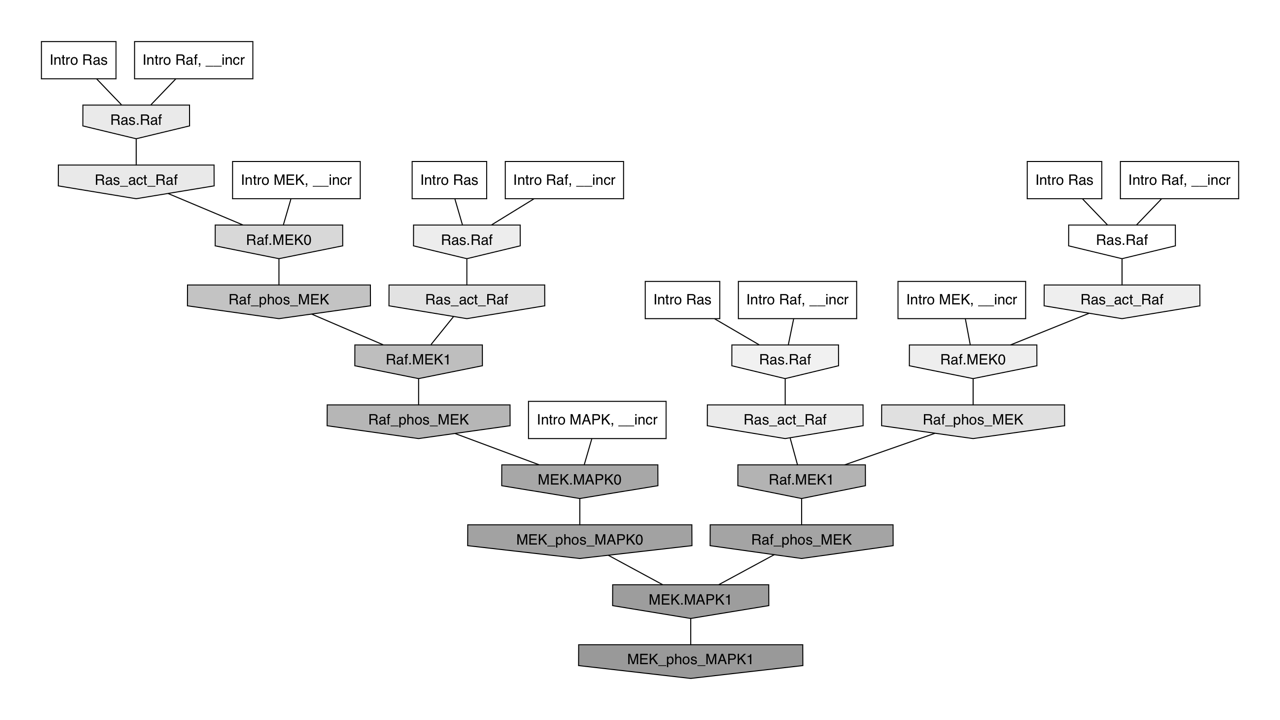 Intro Ras
Intro Raf, __incr
Ras.Raf
Ras_act_Raf
Intro MEK, __incr
Intro Ras
Intro Raf, __incr
Intro Ras
Intro Raf, __incr
Raf.MEK0
Ras.Raf
Ras.Raf
Raf_phos_MEK
Ras_act_Raf
Intro Ras
Intro Raf, __incr
Intro MEK, __incr
Ras_act_Raf
Raf.MEK1
Ras.Raf
Raf.MEK0
Raf_phos_MEK
Intro MAPK, __incr
Ras_act_Raf
Raf_phos_MEK
MEK.MAPK0
Raf.MEK1
MEK_phos_MAPK0
Raf_phos_MEK
MEK.MAPK1
MEK_phos_MAPK1